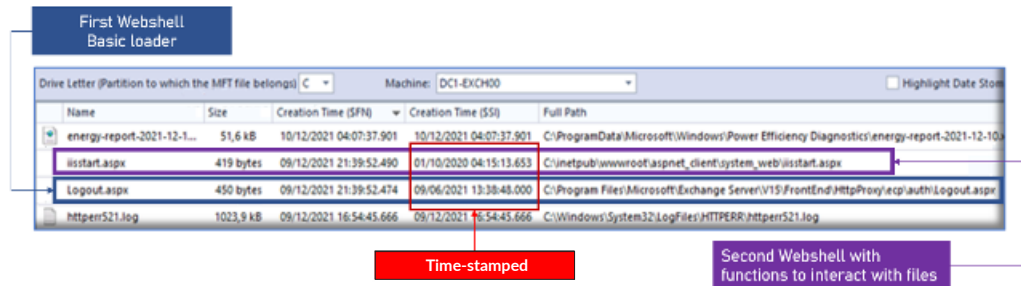 First Webshell
Basic loader
Drive Letter (Partition to which the MFT file belongs) C Machine: DC1-EXCH00 Highlight Date Stom
Name Size Creation Time ($FN) Creation Time ($SI) Full Path
energy-report-2021-12-1... 51,6 kB 10/12/2021 04:07:37.901 10/12/2021 04:07:37.901 C:\ProgramData\Microsoft\Windows\Power Efficiency Diagnostics\energy-report-2021-12-10.x
iisstart.aspx 419 bytes 09/12/2021 21:39:52.490 01/10/2020 04:15:13.653 C:\inetpub\wwwroot\aspnet_client\system_web\iisstart.aspx
Logout.aspx 450 bytes 09/12/2021 21:39:52.474 09/06/2021 13:38:48.000 C:\Program Files\Microsoft\Exchange Server\V15\FrontEnd\HttpProxy\ecp\auth\Logout.aspx
httperr521.log 1023,9 kB 09/12/2021 16:54:45.666 09/12/2021 16:54:45.666 C:\Windows\System32\LogFiles\HTTPERR\httperr521.log
Time-stamped
Second Webshell with
functions to interact with files